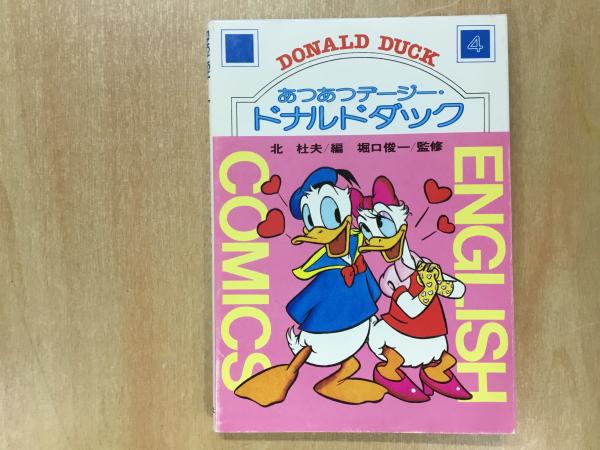 DONALD DUCK
4
あつあつデージー・
ドナルドダック
北 杜夫/編 堀口俊一/監修
ENGLISH
COMICS